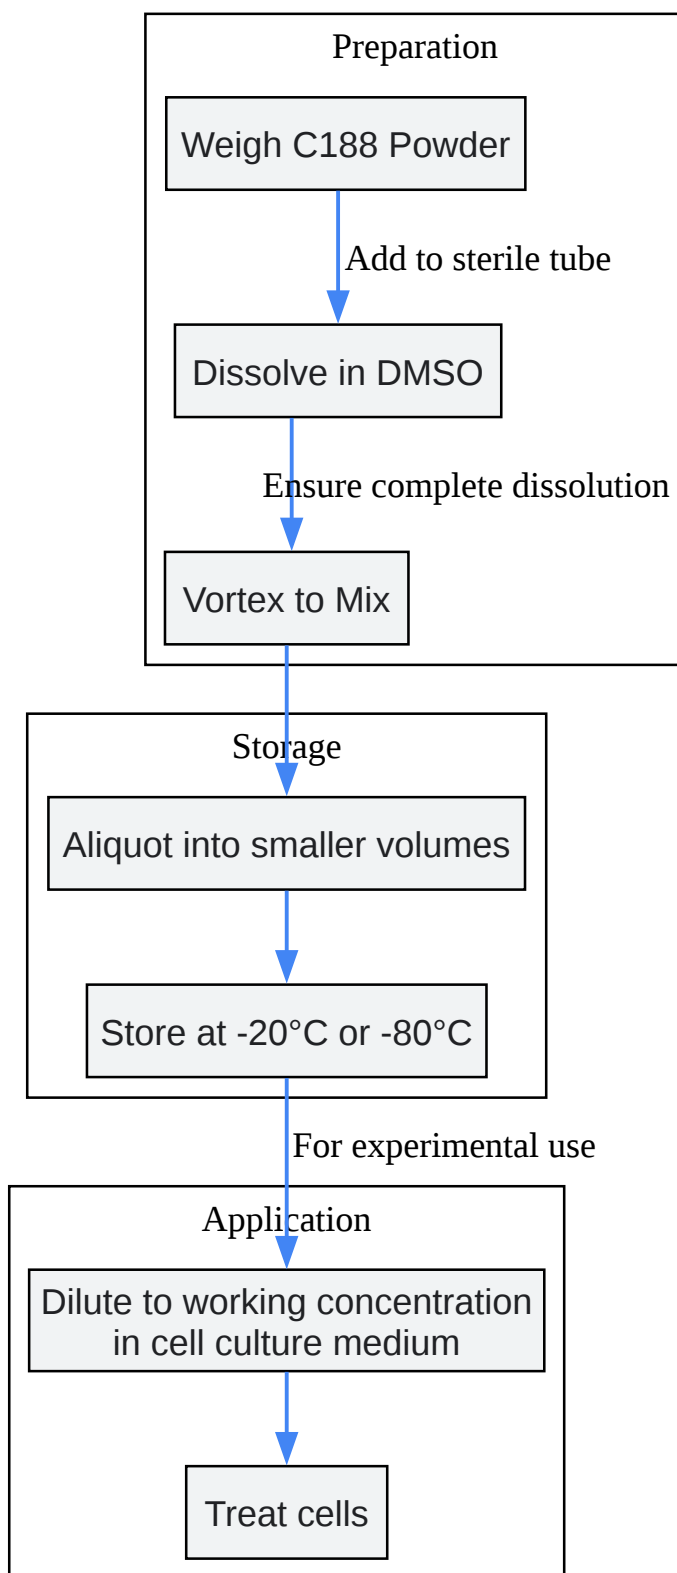 Preparation
Weigh C188 Powder
Add to sterile tube
Dissolve in DMSO
Ensure complete dissolution
Vortex to Mix
Storage
Aliquot into smaller volumes
Store at -20°C or -80°C
For experimental use
Application
Dilute to working concentration
in cell culture medium
Treat cells